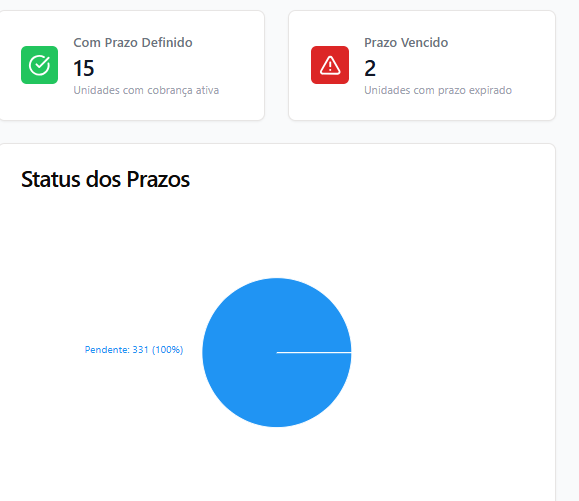 Com Prazo Definido
15
Unidades com cobrança ativa
Prazo Vencido
2
Unidades com prazo expirado
Status dos Prazos
Pendente: 331 (100%)